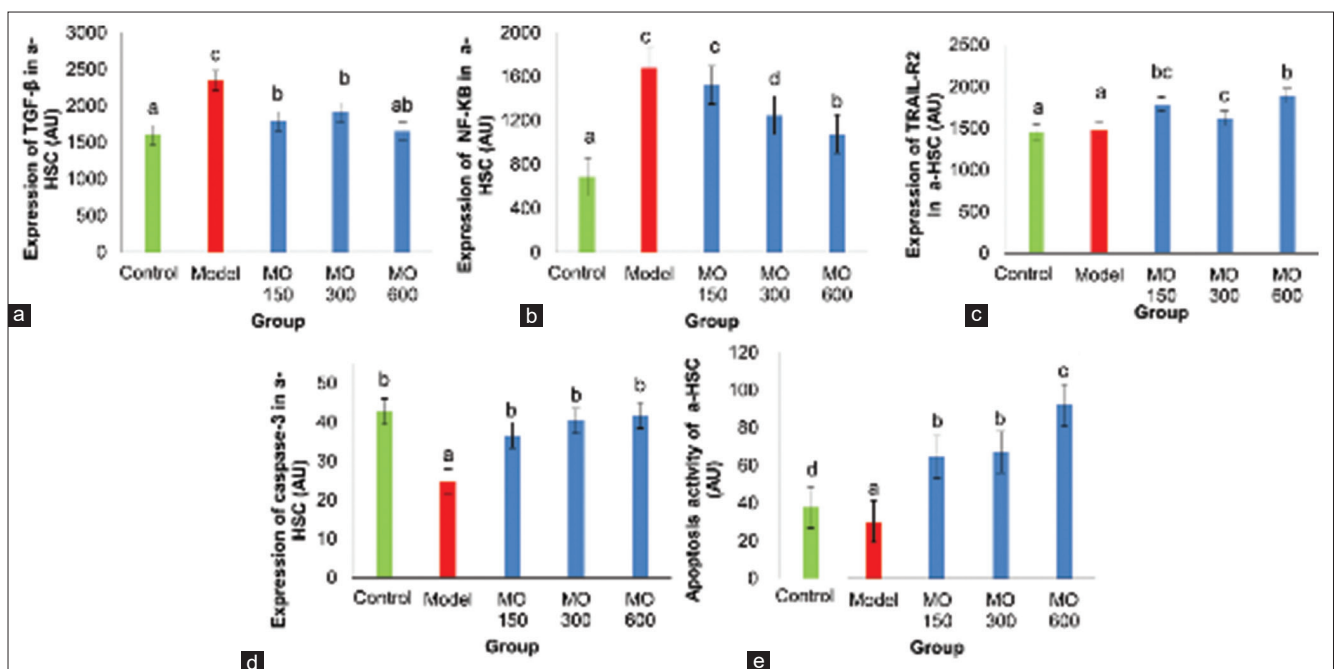 Expression of TGF-β in a-
HSC (AU)
3000
2500
2000
1500
1000
500
0
a
c
b
b
ab
Control
Model
MO
150
MO
300
MO
600
Group
a
Expression of NF-KB in a-
HSC (AU)
2000
1600
1200
800
400
0
a
c
c
d
b
Control
Model
MO
150
MO
300
MO
600
Group
b
Expression of TRAIL-R2
in a-HSC (AU)
2500
2000
1500
1000
500
0
a
a
bc
c
b
Control
Model
MO
150
MO
300
MO
600
Group
c
Expression of caspase-3 in a-
HSC (AU)
50
40
30
20
10
0
b
a
b
b
b
Control
Model
MO
150
MO
300
MO
600
Group
d
Apoptosis activity of a-HSC
(AU)
120
100
80
60
40
20
0
d
b
b
c
Control
Model
MO
150
MO
300
MO
600
Group
e